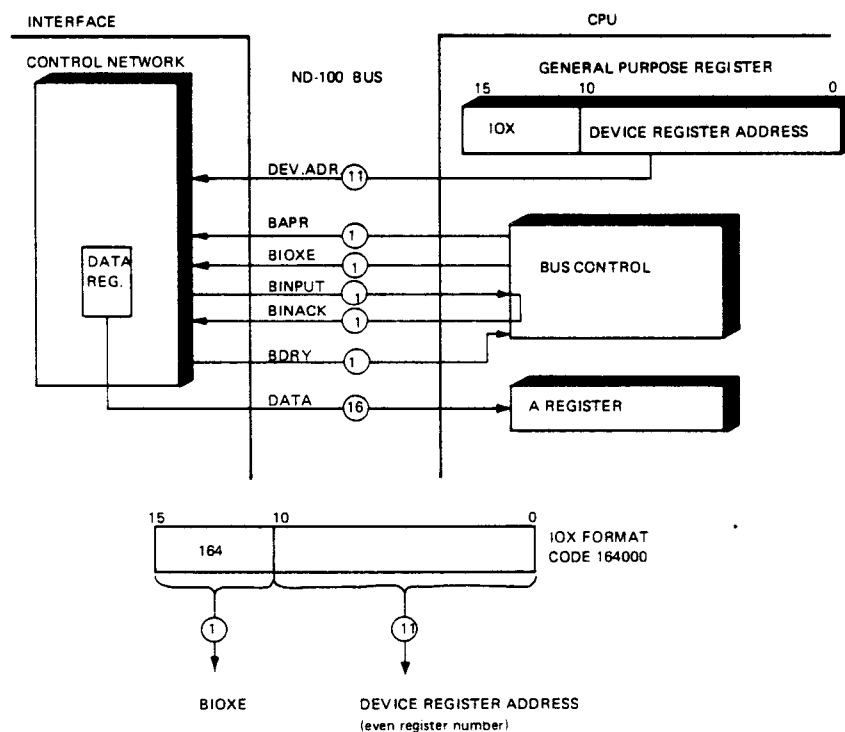 INTERFACE
CPU
CONTROL NETWORK
ND-100 BUS
GENERAL PURPOSE REGISTER
15 10 0
IOX DEVICE REGISTER ADDRESS
DEV.ADR. 11
BAPR 1
BIOXE 1
DATA REG.
BUS CONTROL
BINPUT 1
BINACK 1
BDRY 1
DATA 16
A REGISTER
15 10 0
164
IOX FORMAT
CODE 164000
1 11
BIOXE
DEVICE REGISTER ADDRESS
(even register number)